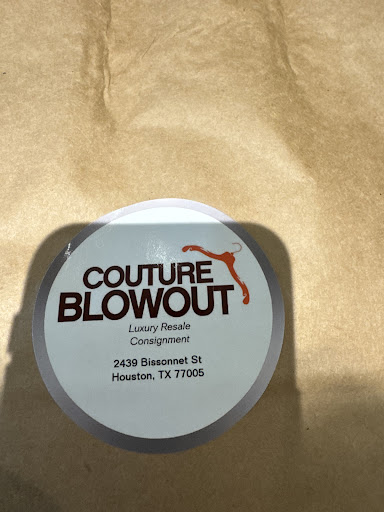 COUTURE
BLOWOUT
Luxury Resale
Consignment
2439 Bissonnet St
Houston, TX 77005